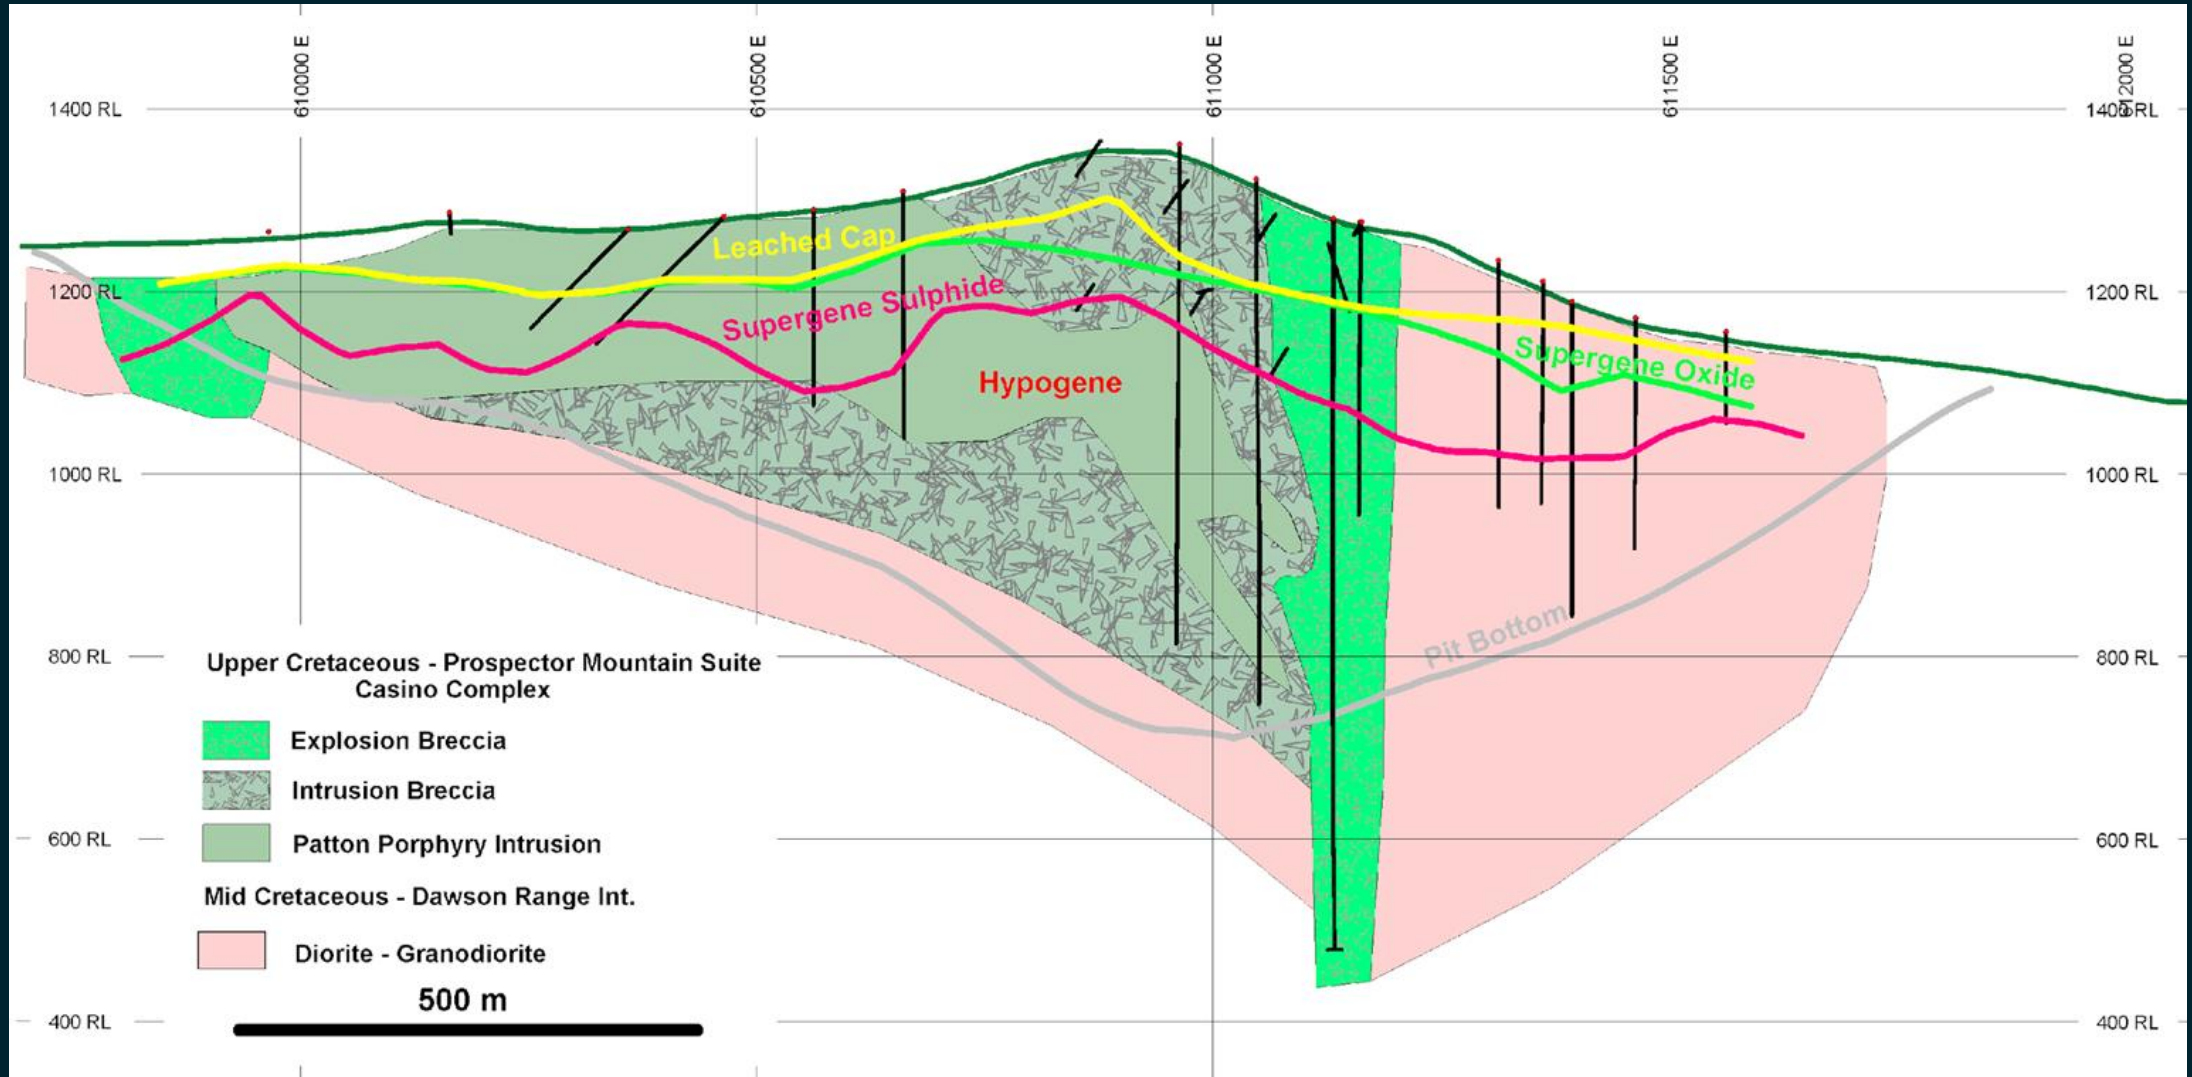 610000 E
610500 E
611000 E
611500 E
612000 E
1400 RL
1400 RL
Leached Cap
1200 RL
1200 RL
Supergene Sulphide
Supergene Oxide
Hypogene
1000 RL
1000 RL
Pit Bottom
800 RL
800 RL
Upper Cretaceous - Prospector Mountain Suite
Casino Complex
Explosion Breccia
Intrusion Breccia
600 RL
600 RL
Patton Porphyry Intrusion
Mid Cretaceous - Dawson Range Int.
Diorite - Granodiorite
500 m
400 RL
400 RL